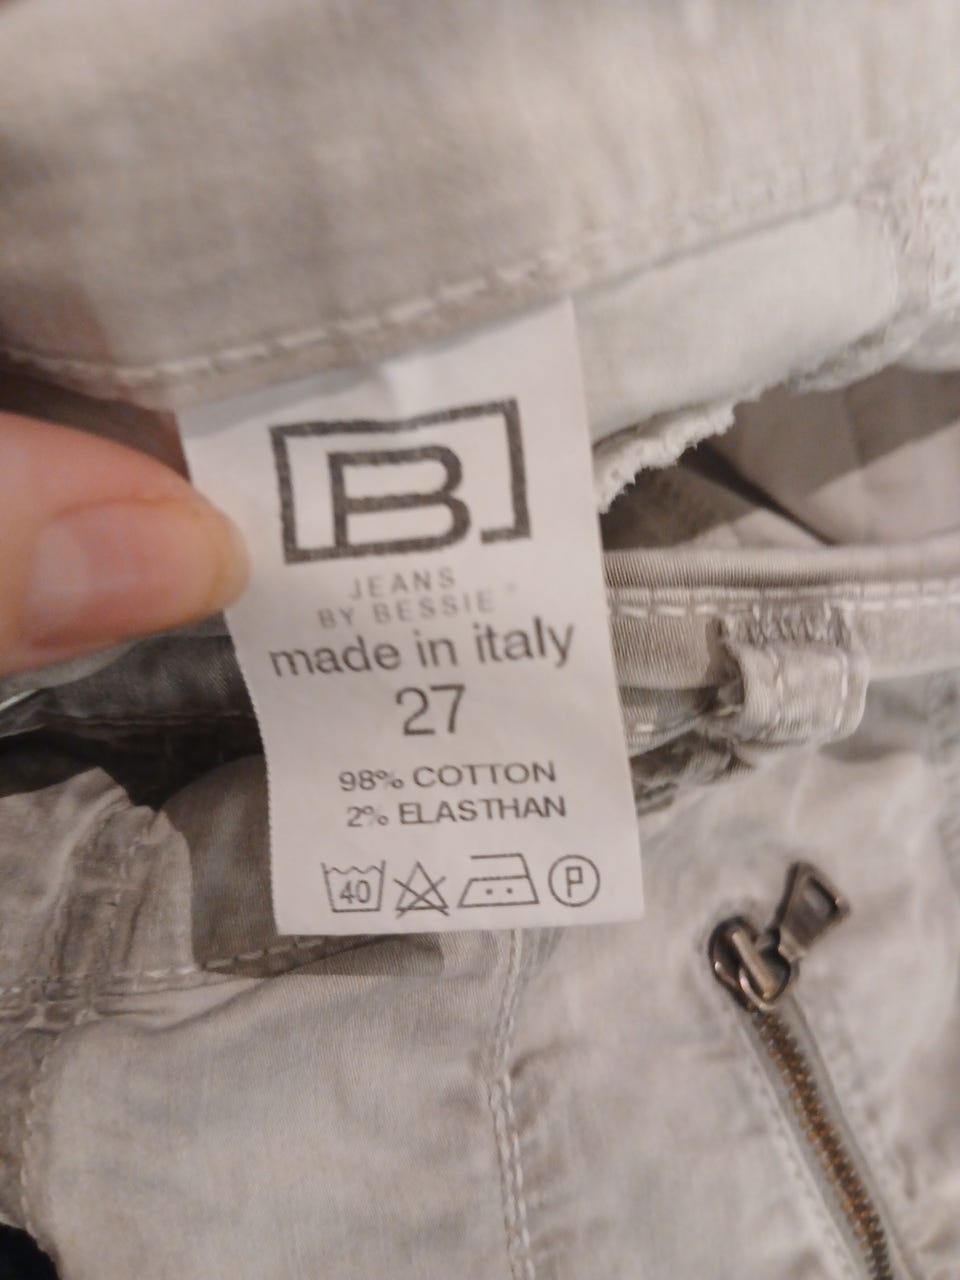 B
JEANS
BY BESSIE
made in italy
27
98% COTTON
2% ELASTHAN
40 P